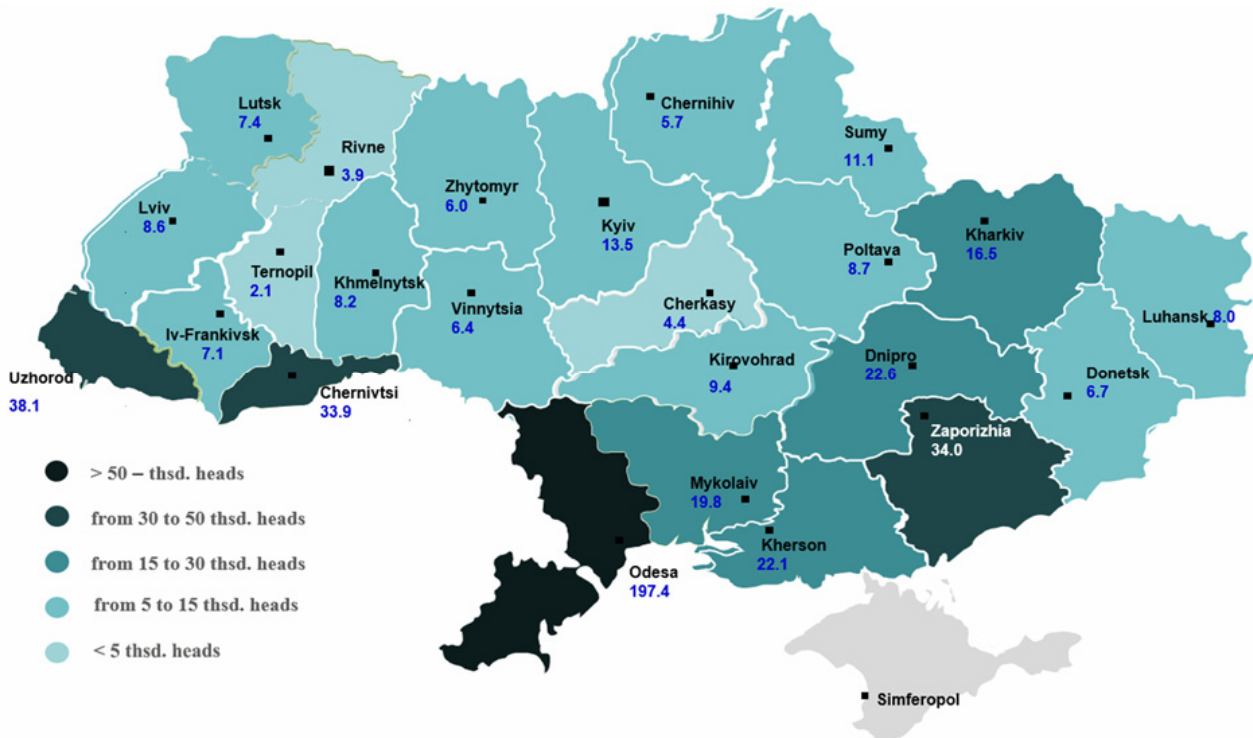 Lutsk
7.4
Rivne
3.9
Chernihiv
5.7
Sumy
11.1
Zhytomyr
6.0
Lviv
8.6
Kyiv
13.5
Kharkiv
16.5
Poltava
8.7
Ternopil
2.1
Khmelnytsk
8.2
Vinnytsia
6.4
Cherkasy
4.4
Luhansk 8.0
Iv-Frankivsk
7.1
Kirovohrad
9.4
Dnipro
22.6
Donetsk
6.7
Uzhorod
38.1
Chernivtsi
33.9
Zaporizhia
34.0
Mykolaiv
19.8
Kherson
22.1
Odesa
197.4
Simferopol
> 50 – thsd. heads
from 30 to 50 thsd. heads
from 15 to 30 thsd. heads
from 5 to 15 thsd. heads
< 5 thsd. heads